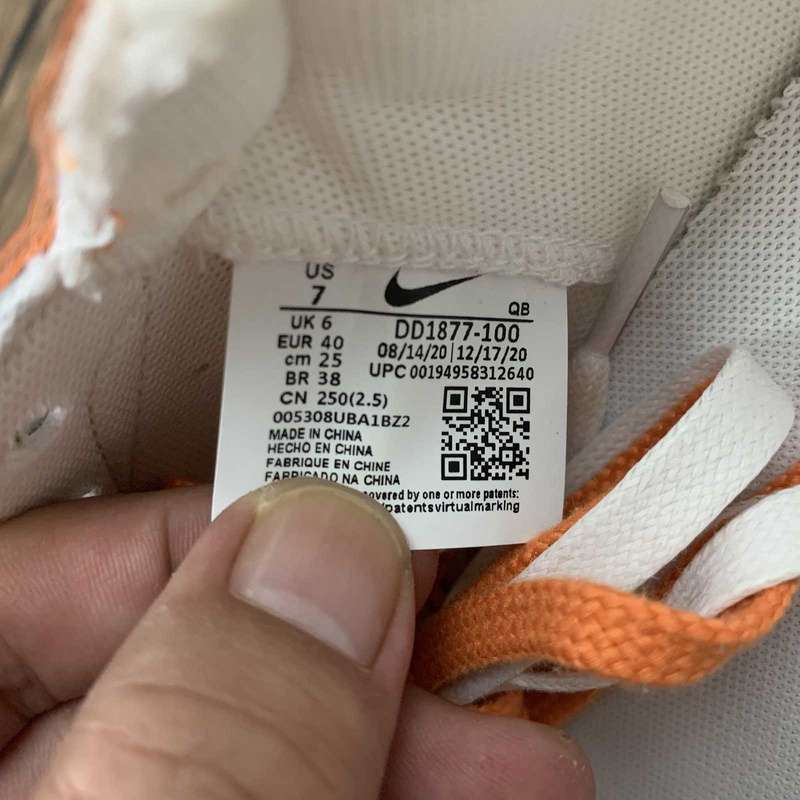 US
7
QB
UK 6
EUR 40
cm 25
BR 38
CN 250(2.5)
005308UBA1BZ2
MADE IN CHINA
HECHO EN CHINA
FABRIQUE EN CHINE
FABRICADO NA CHINA
DD1877-100
08/14/20 | 12/17/20
UPC 00194958312640
covered by one or more patents:
/patentsvirtualmarking